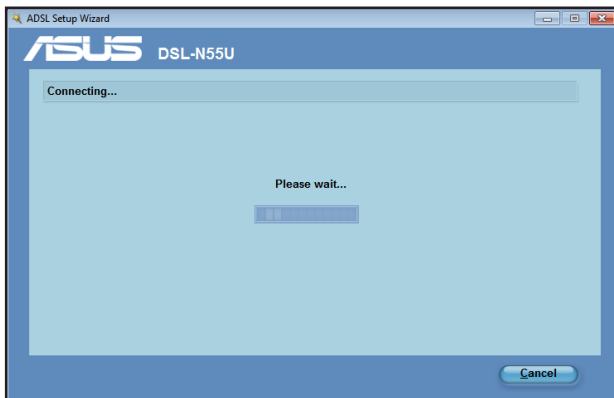 ADSL Setup Wizard
ASUS DSL-N55U
Connecting...
Please wait...
Cancel